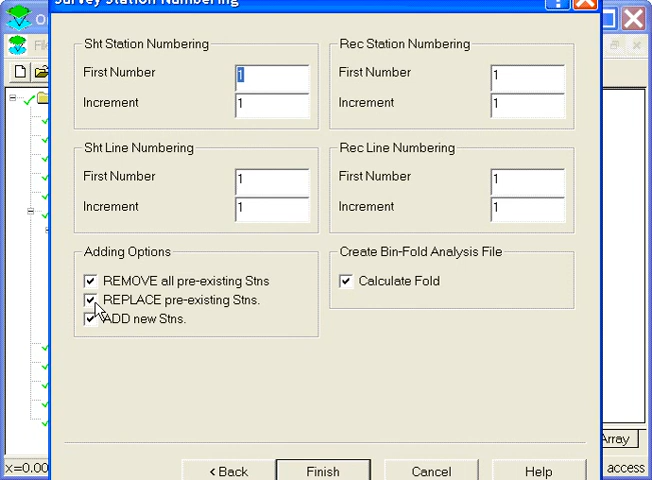 Survey Station Numbering
Sht Station Numbering
First Number
1
Increment
1
Rec Station Numbering
First Number
1
Increment
1
Sht Line Numbering
First Number
1
Increment
1
Rec Line Numbering
First Number
1
Increment
1
Adding Options
REMOVE all pre-existing Stns
REPLACE pre-existing Stns.
ADD new Stns.
Create Bin-Fold Analysis File
Calculate Fold
Array
x=0.00
< Back
Finish
Cancel
Help
access